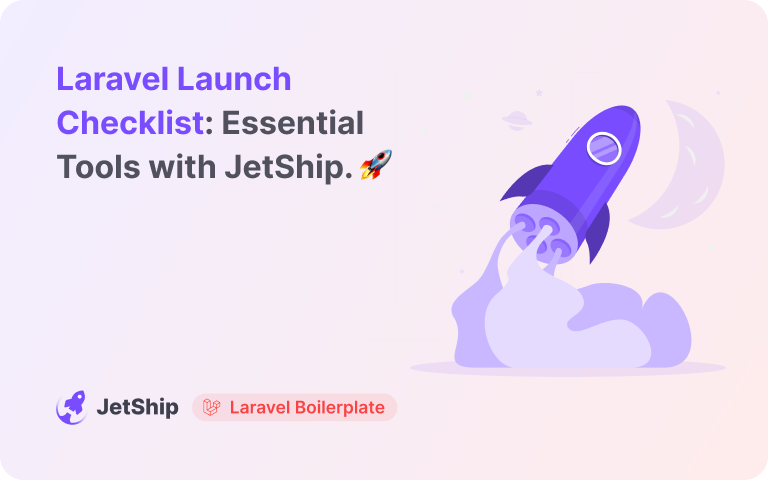 Laravel Launch
Checklist: Essential
Tools with JetShip. 🚀
JetShip
Laravel Boilerplate